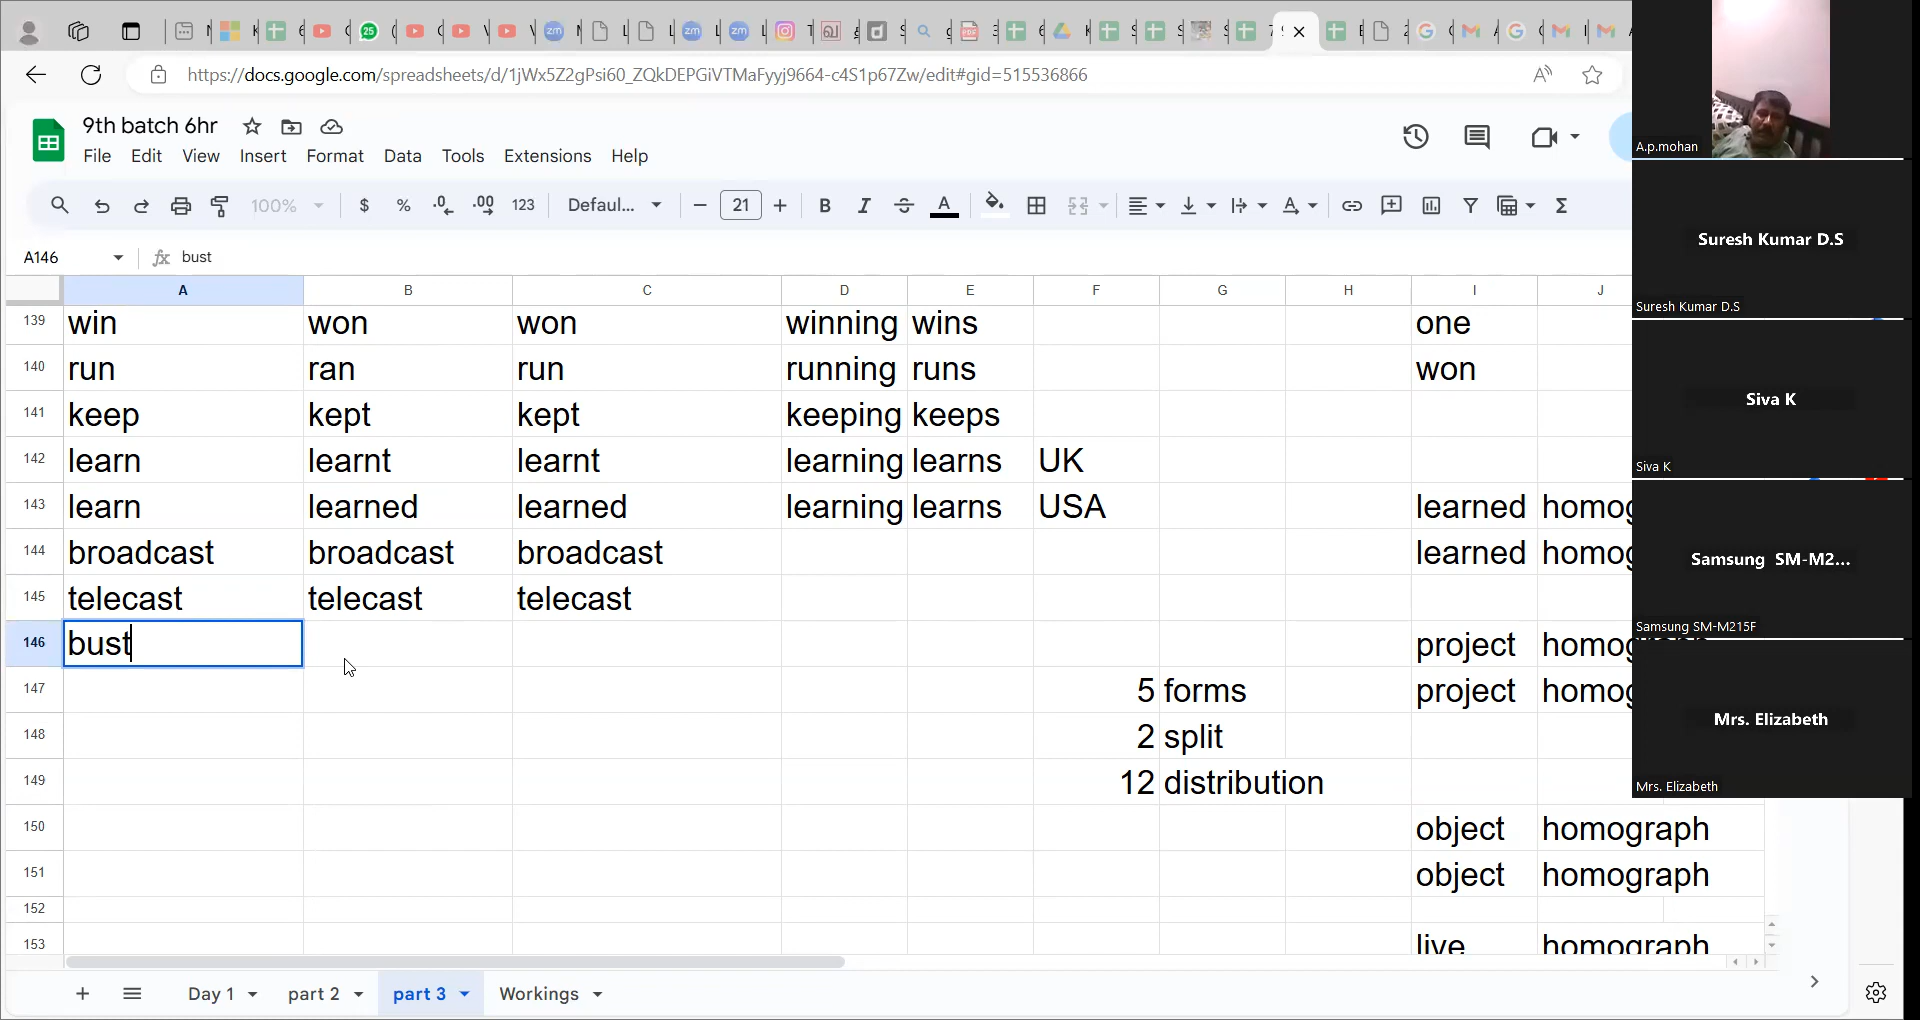 https://docs.google.com/spreadsheets/d/1jWx5Z2gPsi60_ZQkDEPGiVTMaFyyj9664-c4S1p67Zw/edit#gid=515536866
9th batch 6hr
File Edit View Insert Format Data Tools Extensions Help
100% $ % .0 .00 123 Defaul... 21 B I A
A146 fx bust
A B C D E F G H I J
139 win won won winning wins one
140 run ran run running runs won
141 keep kept kept keeping keeps
142 learn learnt learnt learning learns UK
143 learn learned learned learning learns USA learned homog
144 broadcast broadcast broadcast learned homog
145 telecast telecast telecast
146 bust project homograph
147 5 forms project homog
148 2 split
149 12 distribution
150 object homograph
151 object homograph
152
153 live homograph
Day 1 part 2 part 3 Workings
A.p.mohan
Suresh Kumar D.S
Suresh Kumar D.S
Siva K
Siva K
Samsung SM-M2...
Samsung SM-M215F
Mrs. Elizabeth
Mrs. Elizabeth